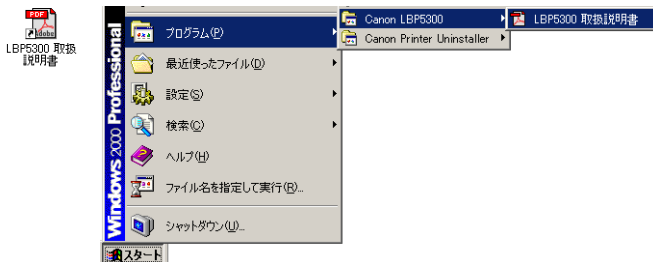 PDF
Adobe
LBP5300 取扱
説明書
Windows 2000 Professional
プログラム(P)
最近使ったファイル(D)
設定(S)
検索(C)
ヘルプ(H)
ファイル名を指定して実行(R)...
シャットダウン(U)...
スタート
Canon LBP5300
Canon Printer Uninstaller
LBP5300 取扱説明書